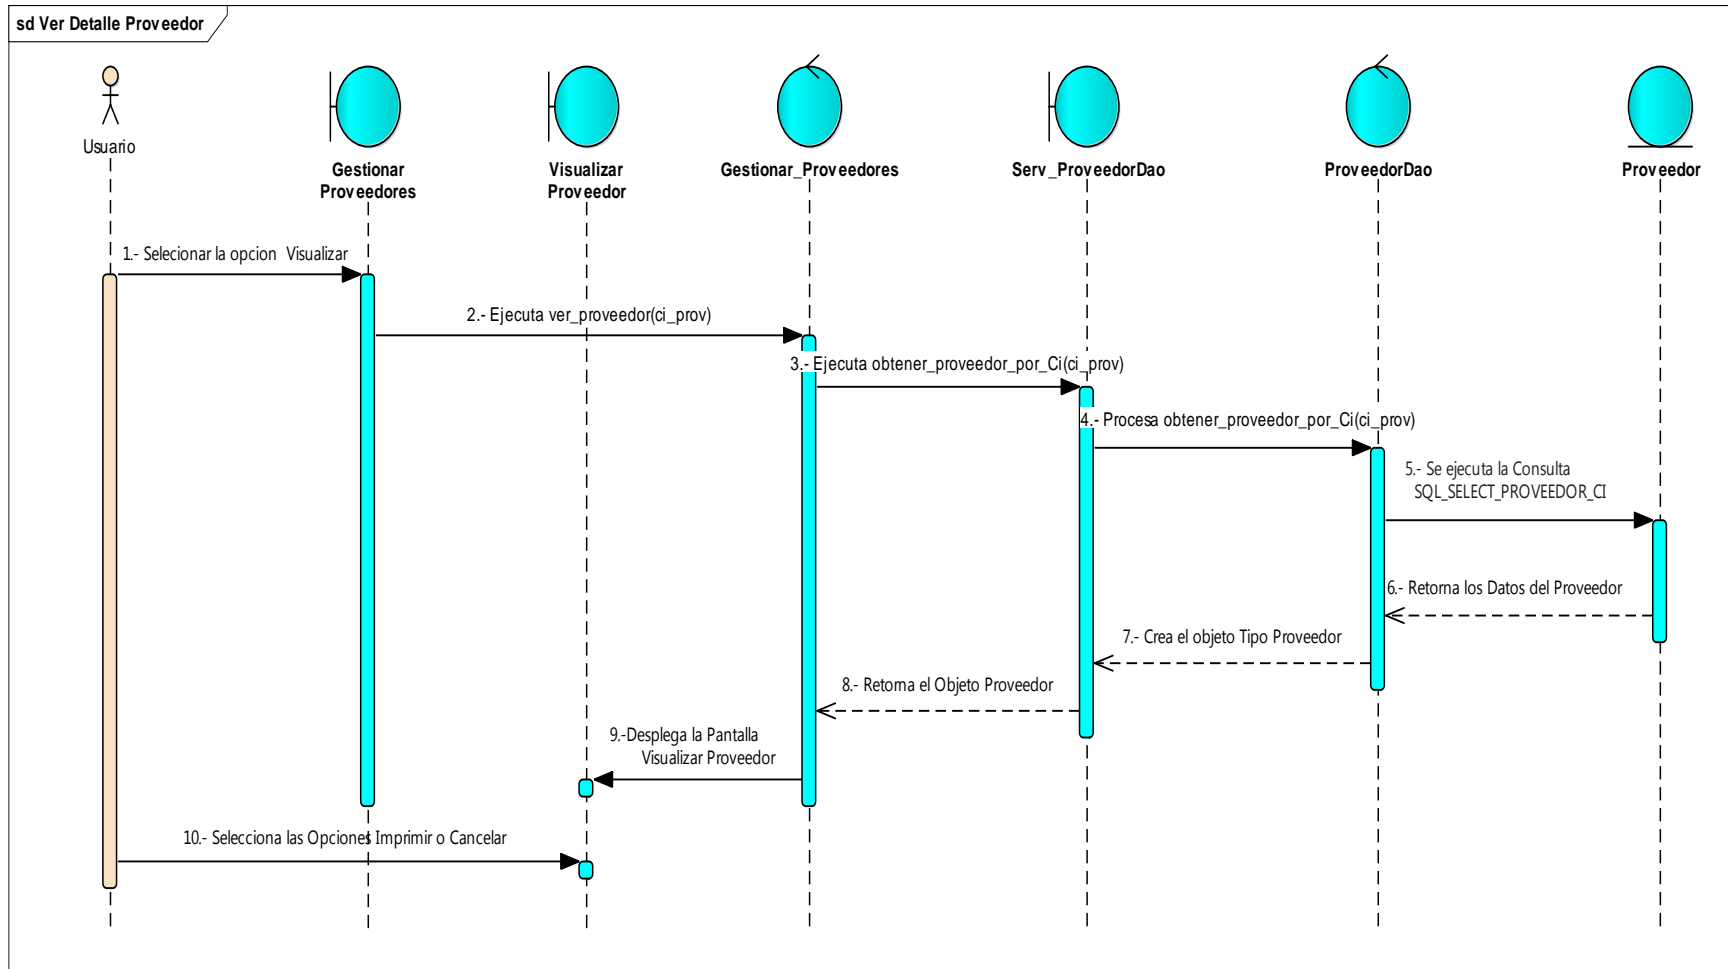 sd Ver Detalle Proveedor
Usuario
Gestionar
Proveedores
Visualizar
Proveedor
Gestionar_Proveedores
Serv_ProveedorDao
ProveedorDao
Proveedor
1.- Selecionar la opcion Visualizar
2.- Ejecuta ver_proveedor(ci_prov)
3.- Ejecuta obtener_proveedor_por_Ci(ci_prov)
4.- Procesa obtener_proveedor_por_Ci(ci_prov)
5.- Se ejecuta la Consulta
SQL_SELECT_PROVEEDOR_CI
6.- Retorna los Datos del Proveedor
7.- Crea el objeto Tipo Proveedor
8.- Retorna el Objeto Proveedor
9.-Desplega la Pantalla
Visualizar Proveedor
10.- Selecciona las Opciones Imprimir o Cancelar